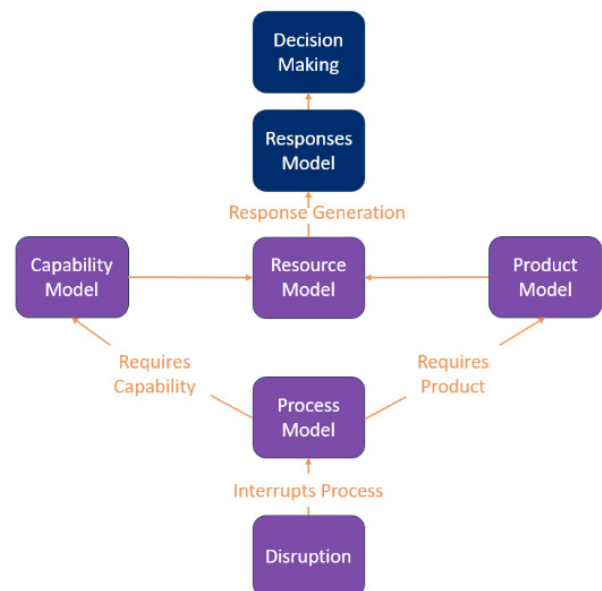 Decision
Making
Responses
Model
Response Generation
Capability
Model
Resource
Model
Product
Model
Requires
Capability
Requires
Product
Process
Model
Interrupts Process
Disruption